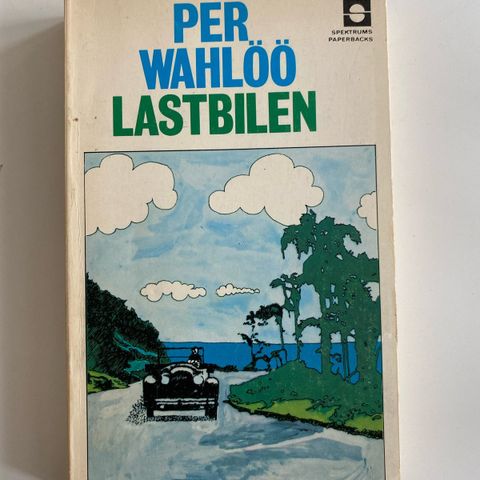 PER
WAHLÖÖ
LASTBILEN
SPEKTRUMS
PAPERBACKS